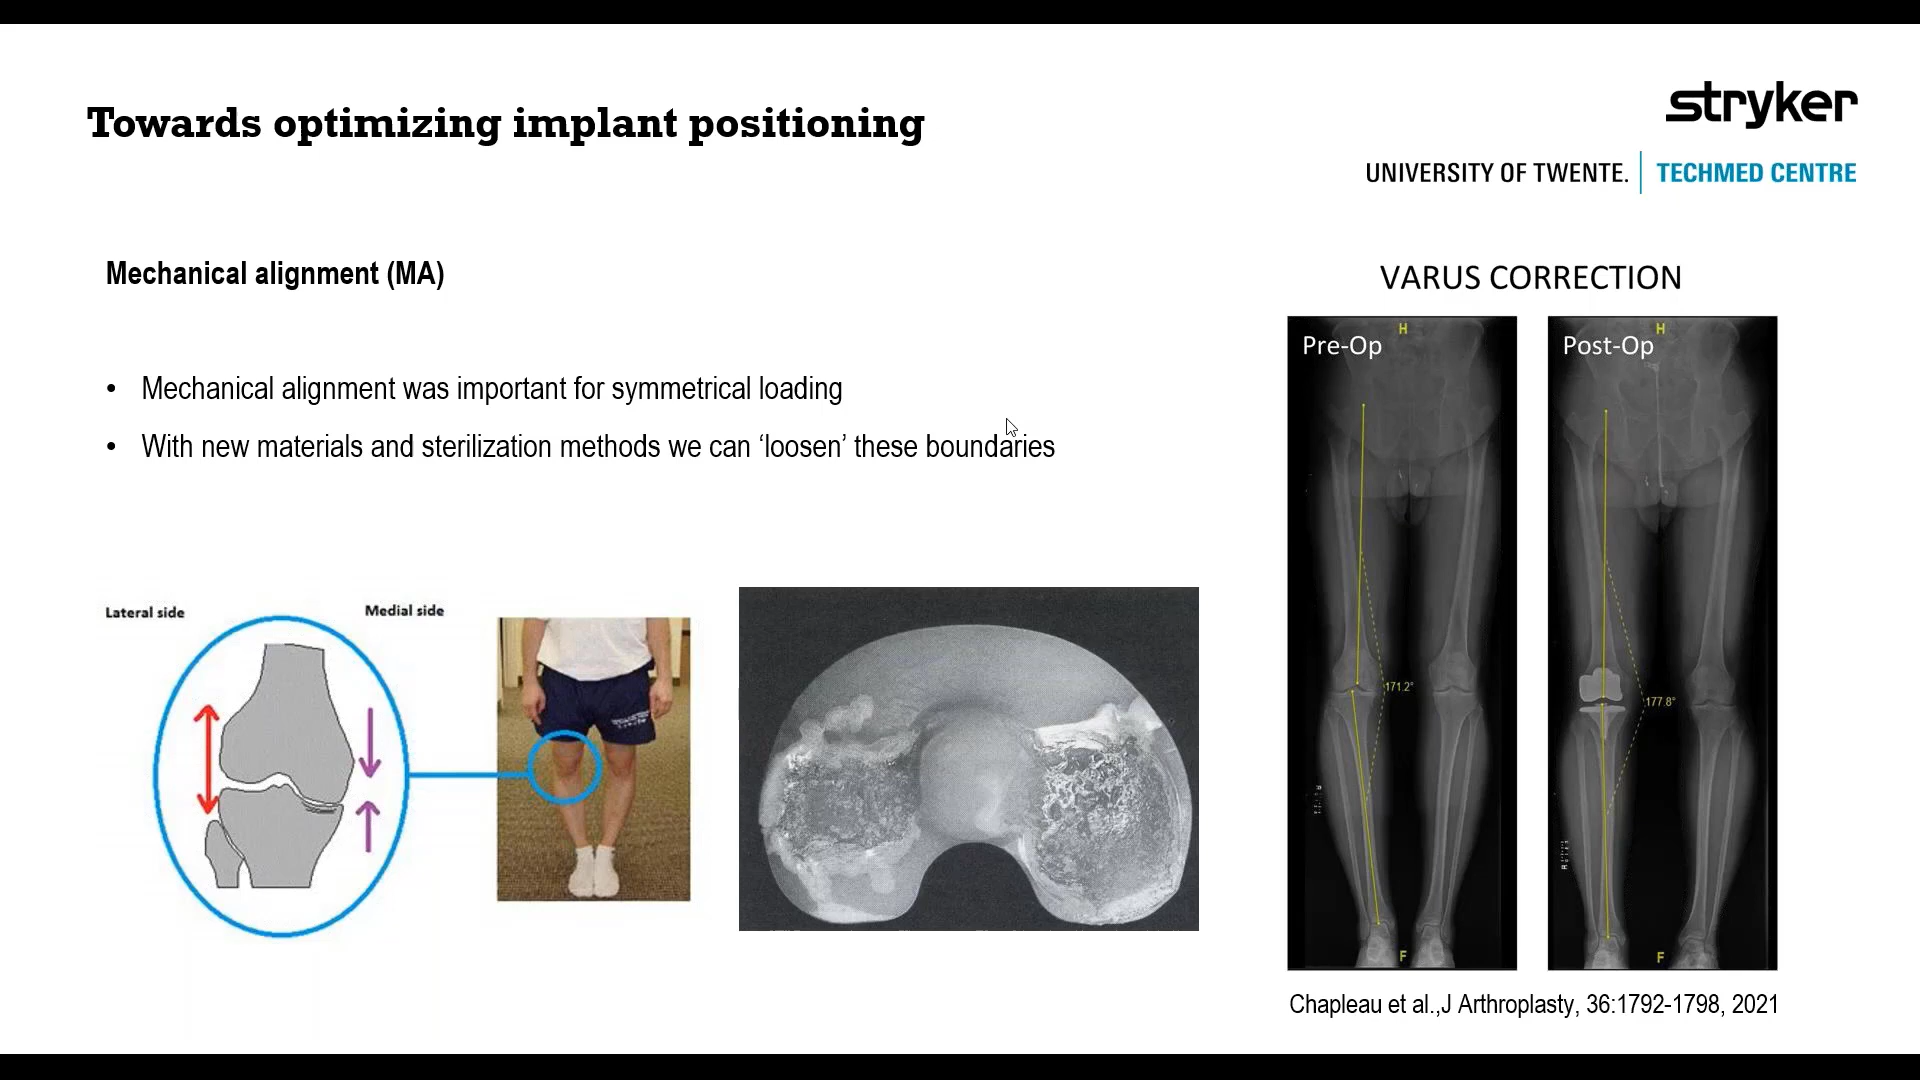 Towards optimizing implant positioning
stryker
UNIVERSITY OF TWENTE. | TECHMED CENTRE
Mechanical alignment (MA)
• Mechanical alignment was important for symmetrical loading
• With new materials and sterilization methods we can ‘loosen’ these boundaries
Lateral side
Medial side
VARUS CORRECTION
H
Pre-Op
171.2°
F
H
Post-Op
177.8°
F
Chapleau et al.,J Arthroplasty, 36:1792-1798, 2021